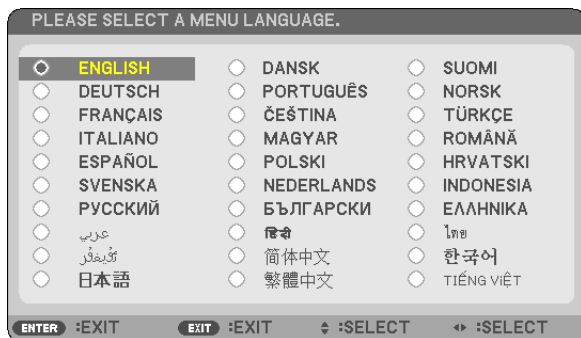 PLEASE SELECT A MENU LANGUAGE.
ENGLISH DANSK SUOMI
DEUTSCH PORTUGUÊS NORSK
FRANÇAIS ČEŠTINA TÜRKÇE
ITALIANO MAGYAR ROMÂNĂ
ESPAÑOL POLSKI HRVATSKI
SVENSKA NEDERLANDS INDONESIA
РУССКИЙ БЪЛГАРСКИ ΕΛΛΗΝΙΚΑ
عربي हिन्दी ไทย
简体中文 한국어
日本語 繁體中文 TIẾNG VIỆT
ENTER :EXIT EXIT :EXIT :SELECT :SELECT